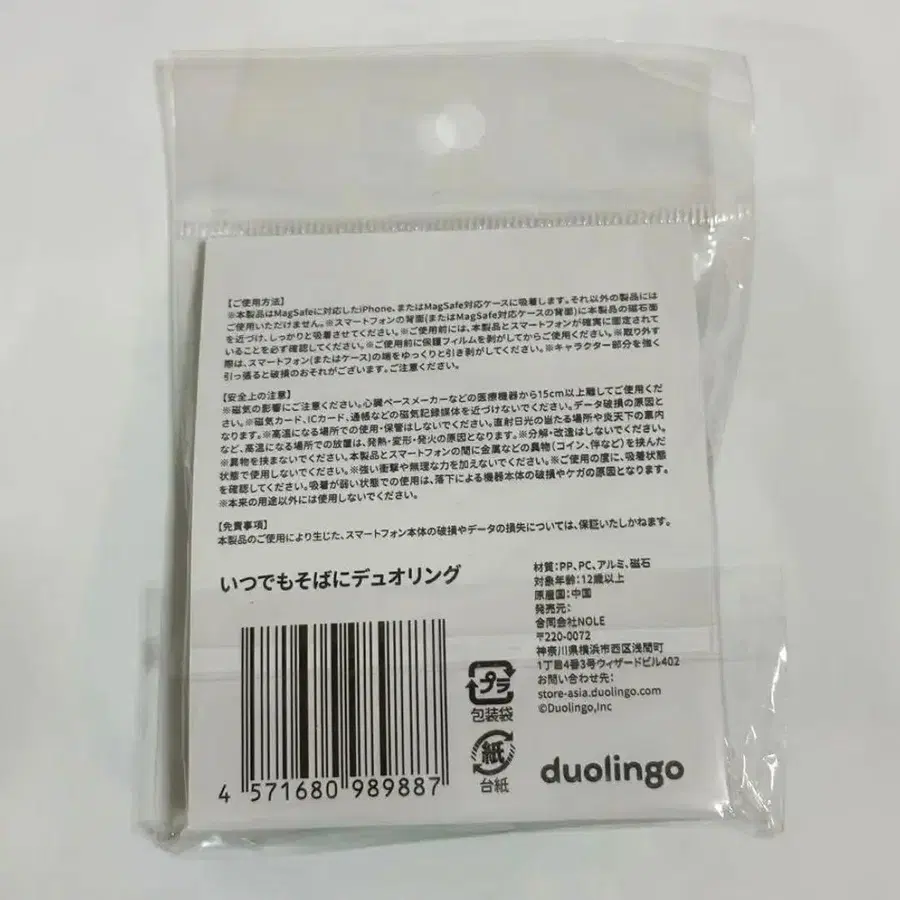 【ご使用方法】
※本製品はMagSafeに対応したiPhone、またはMagSafe対応ケースに吸着します。それ以外の製品には
ご使用いただけません。※スマートフォンの背面(またはMagSafe対応ケースの背面)に本製品の磁石面
を近づけ、しっかりと吸着させてください。※ご使用前には、本製品とスマートフォンが確実に固定されて
いることを必ず確認してください。※ご使用前に保護フィルムを剥がしてからご使用ください。※取り外す
際は、スマートフォン(またはケース)の端をゆっくりと引き剥がしてください。※キャラクター部分を強く
引っ張ると破損のおそれがございます。ご注意ください。
【安全上の注意】
※磁気の影響にご注意ください。心臓ペースメーカーなどの医療機器から15cm以上離してご使用くだ
さい。※磁気カード、ICカード、通帳などの磁気記録媒体を近づけないでください。データ破損の原因と
なります。※高温になる場所での使用・保管はしないでください。直射日光の当たる場所や炎天下の車内
など、高温になる場所での放置は、発熱・変形・発火の原因となります。※分解・改造はしないでください。
※異物を挟まないでください。本製品とスマートフォンの間に金属などの異物(コイン、砂など)を挟んだ
状態で使用しないでください。※強い衝撃や無理な力を加えないでください。※ご使用の度に、吸着状態
を確認してください。吸着が弱い状態での使用は、落下による機器本体の破損やケガの原因となります。
※本来の用途以外には使用しないでください。
【免責事項】
本製品のご使用により生じた、スマートフォン本体の破損やデータの損失については、保証いたしかねます。
いつでもそばにデュオリング
材質:PP、PC、アルミ、磁石
対象年齢:12歳以上
原産国:中国
発売元:
合同会社NOLE
〒220-0072
神奈川県横浜市西区浅間町
1丁目4番3号ウィザードビル402
お問い合わせ先:
store-asia.duolingo.com
©Duolingo,Inc
プラ
包装袋
紙
台紙
duolingo
4 571680 989887